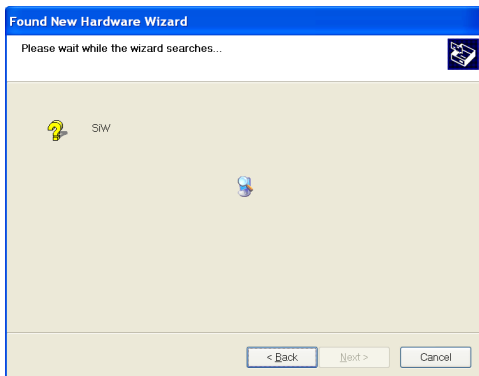 Found New Hardware Wizard
Please wait while the wizard searches...
SiW
< Back
Next >
Cancel